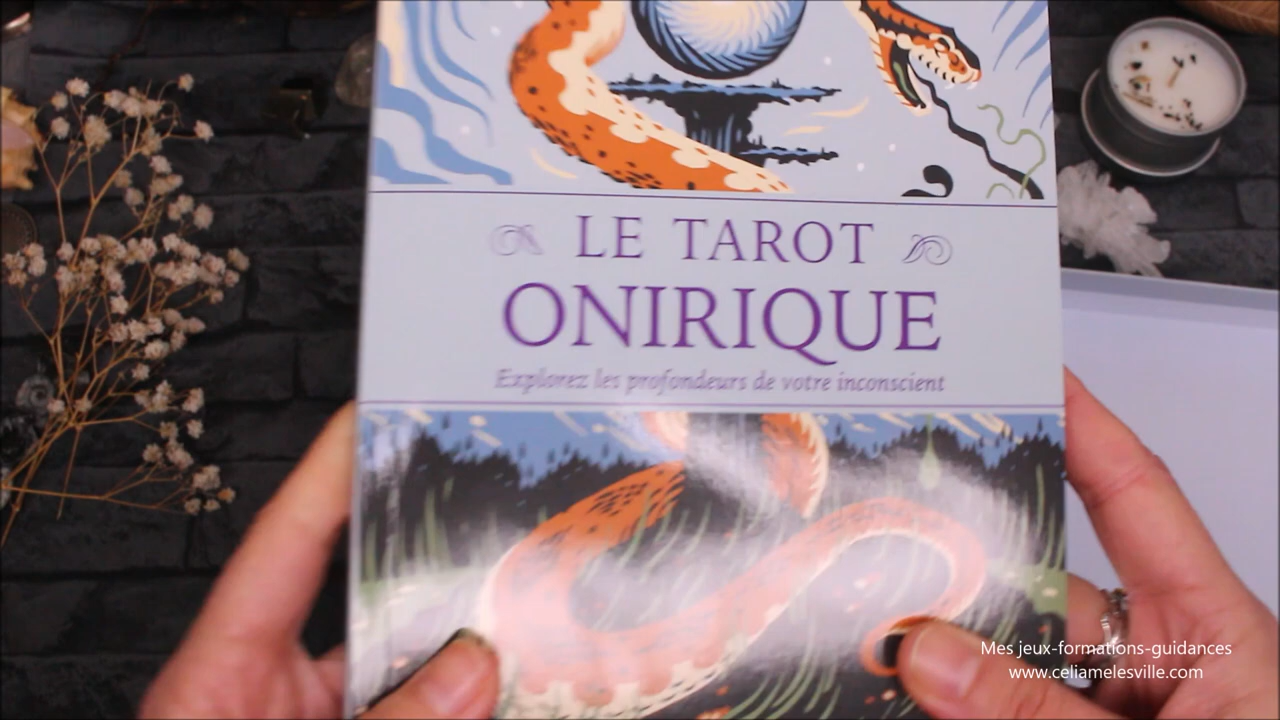 LE TAROT
ONIRIQUE
Explorez les profondeurs de votre inconscient
Mes jeux-formations-guidances
www.celiamelesville.com